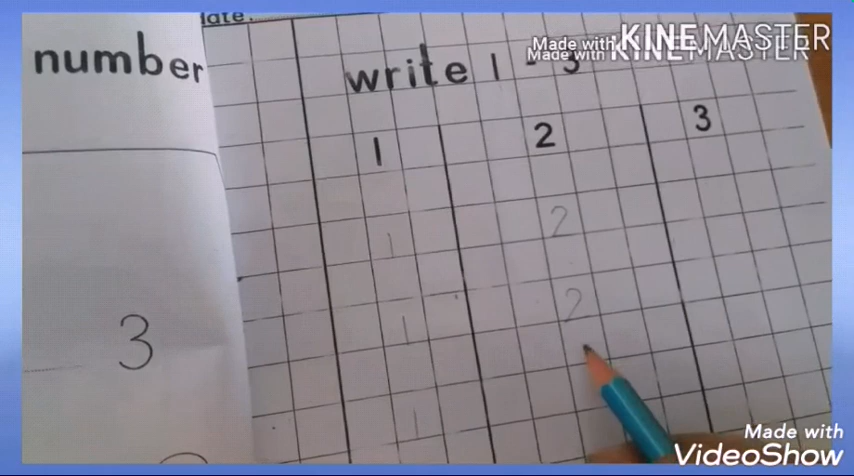 date.
number
write 1 - 3
Made with KINEMASTER
Made with KINEMASTER
1 2 3
1 2
1 2
1
3
Made with
VideoShow